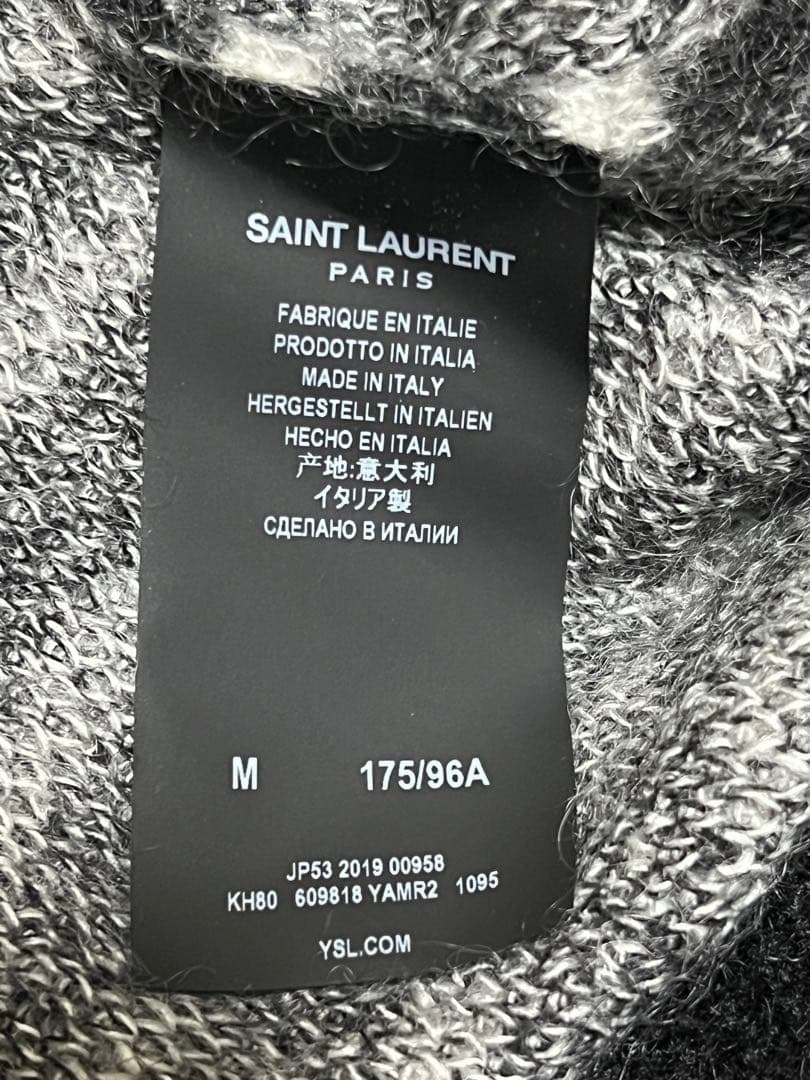 SAINT LAURENT
PARIS
FABRIQUE EN ITALIE
PRODOTTO IN ITALIA
MADE IN ITALY
HERGESTELLT IN ITALIEN
HECHO EN ITALIA
产地:意大利
イタリア製
СДЕЛАНО В ИТАЛИИ
M 175/96A
JP53 2019 00958
KH80 609818 YAMR2 1095
YSL.COM